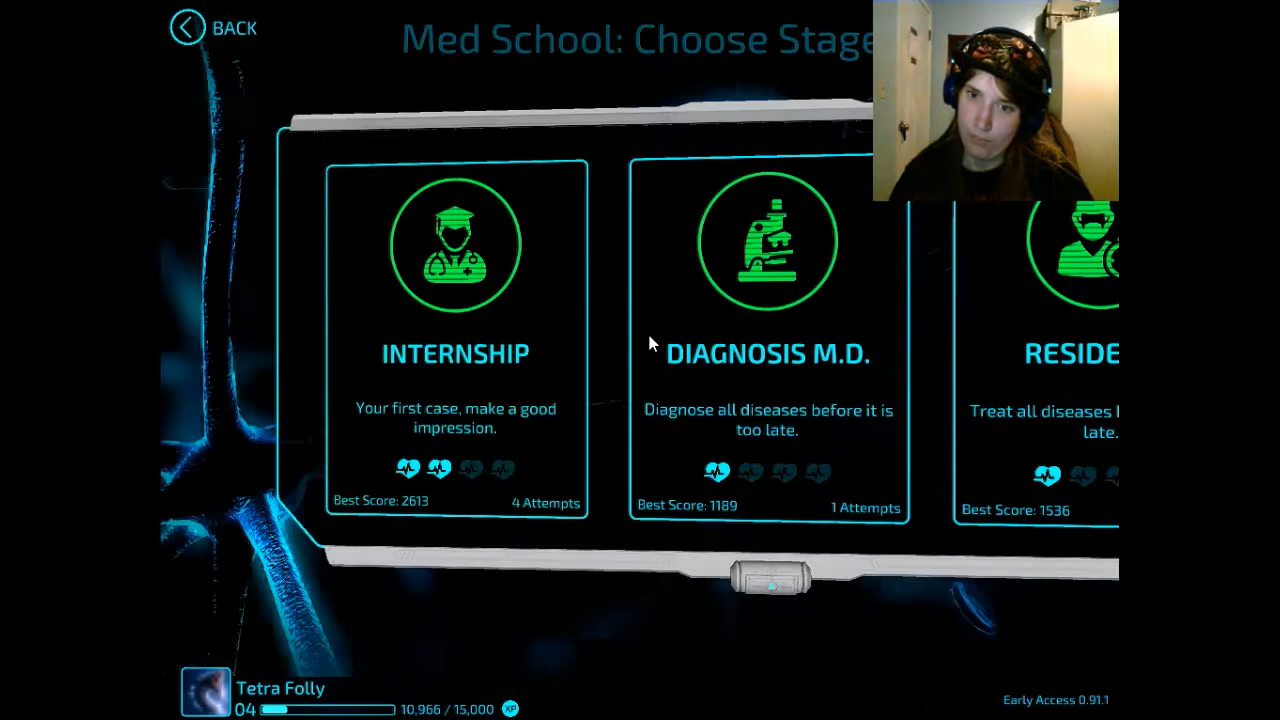 BACK
Med School: Choose Stage
INTERNSHIP
Your first case, make a good
impression.
Best Score: 2613
4 Attempts
DIAGNOSIS M.D.
Diagnose all diseases before it is
too late.
Best Score: 1189
1 Attempts
RESIDE
Treat all diseases
late.
Best Score: 1536
Tetra Folly
04
10,966 / 15,000
XP
Early Access 0.91.1